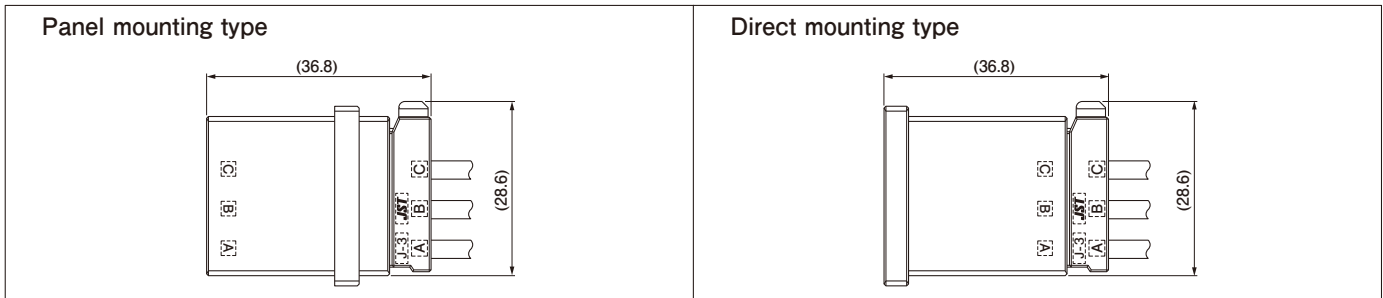 Panel mounting type
(36.8)
(28.6)
C
B
A
C
B
A
JST
J-3
Direct mounting type
(36.8)
(28.6)
C
B
A
C
B
A
JST
J-3